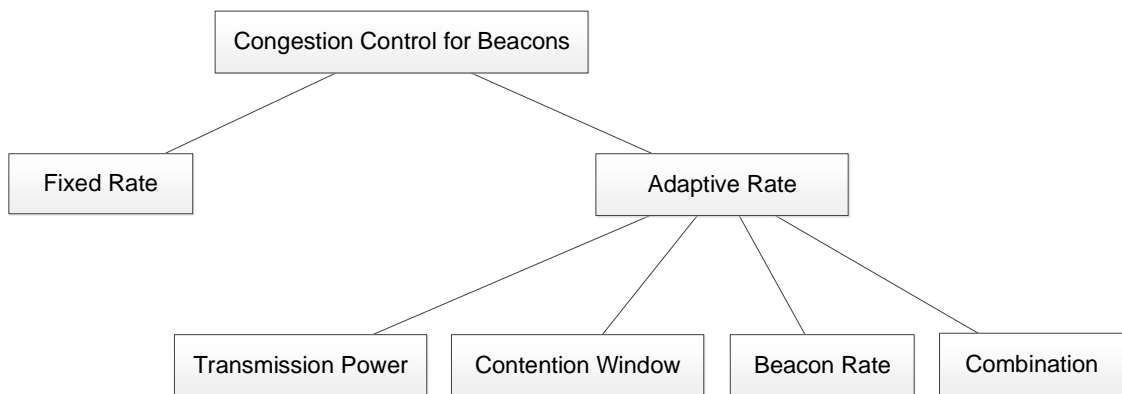 Congestion Control for Beacons
Fixed Rate
Adaptive Rate
Transmission Power
Contention Window
Beacon Rate
Combination